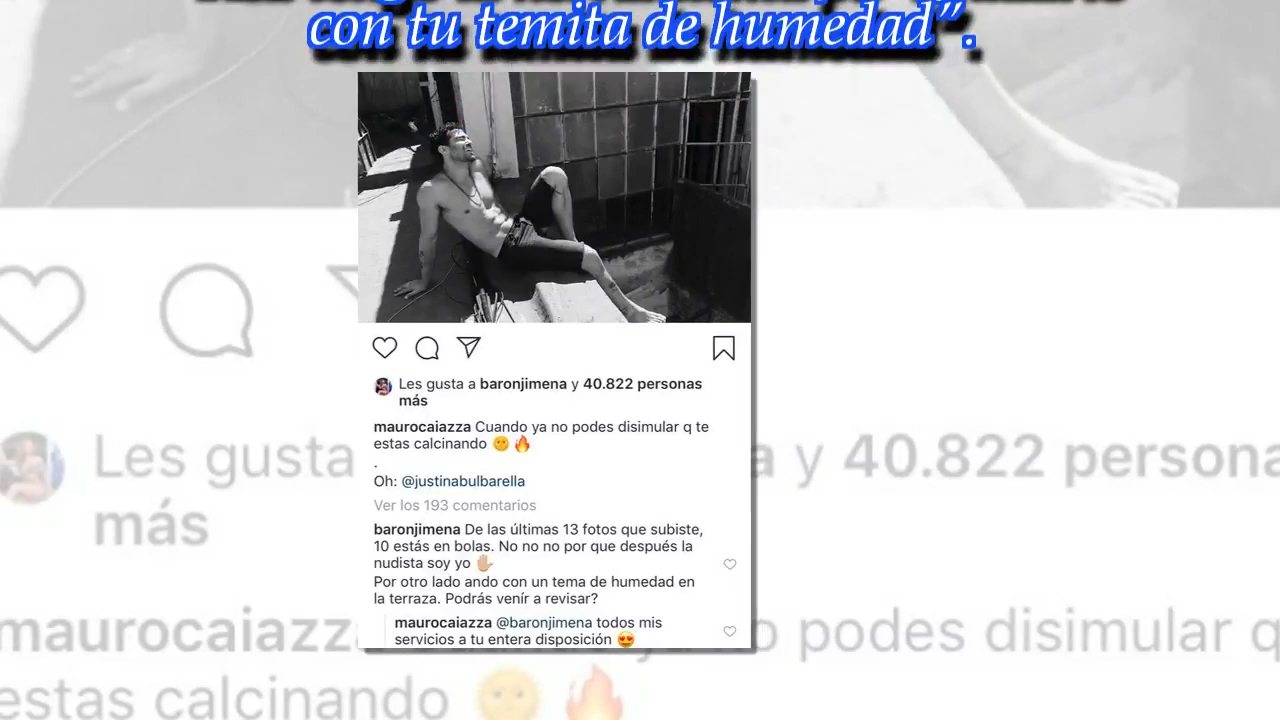 con tu temita de humedad”.
Les gusta a baronjimena y 40.822 personas
más
maurocaiazza Cuando ya no podes disimular q te
estas calcinando 🌞 🔥
.
Oh: @justinabulbarella
Ver los 193 comentarios
baronjimena De las últimas 13 fotos que subiste,
10 estás en bolas. No no no por que después la
nudista soy yo ✋🏼
Por otro lado ando con un tema de humedad en
la terraza. Podrás venír a revisar?
maurocaiazza @baronjimena todos mis
servicios a tu entera disposición 😍
Les gusta
a y 40.822 persona
más
maurocaiazza
o podes disimular q
estas calcinando 🌞 🔥